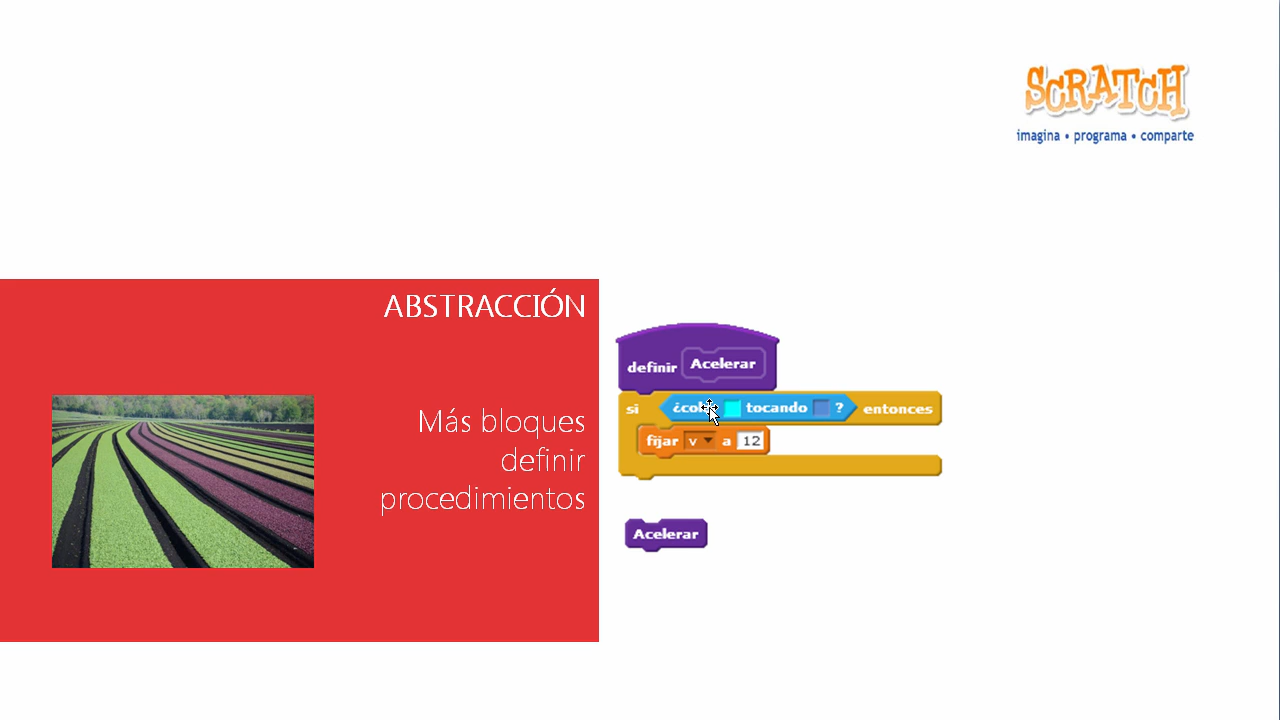 SCRATCH
imagina • programa • comparte
ABSTRACCIÓN
Más bloques
definir
procedimientos
definir Acelerar
si tocando ? entonces
fijar v a 12
Acelerar